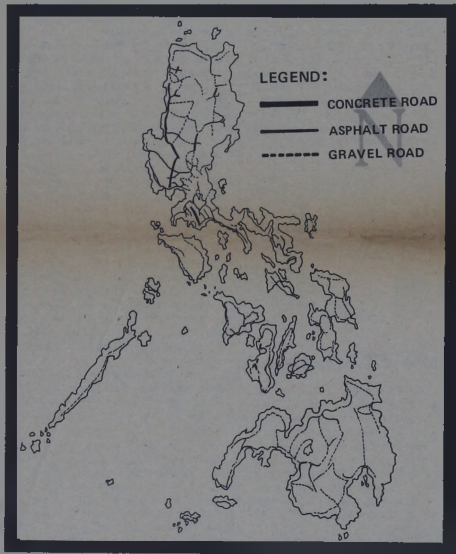 LEGEND:
CONCRETE ROAD
ASPHALT ROAD
GRAVEL ROAD
N